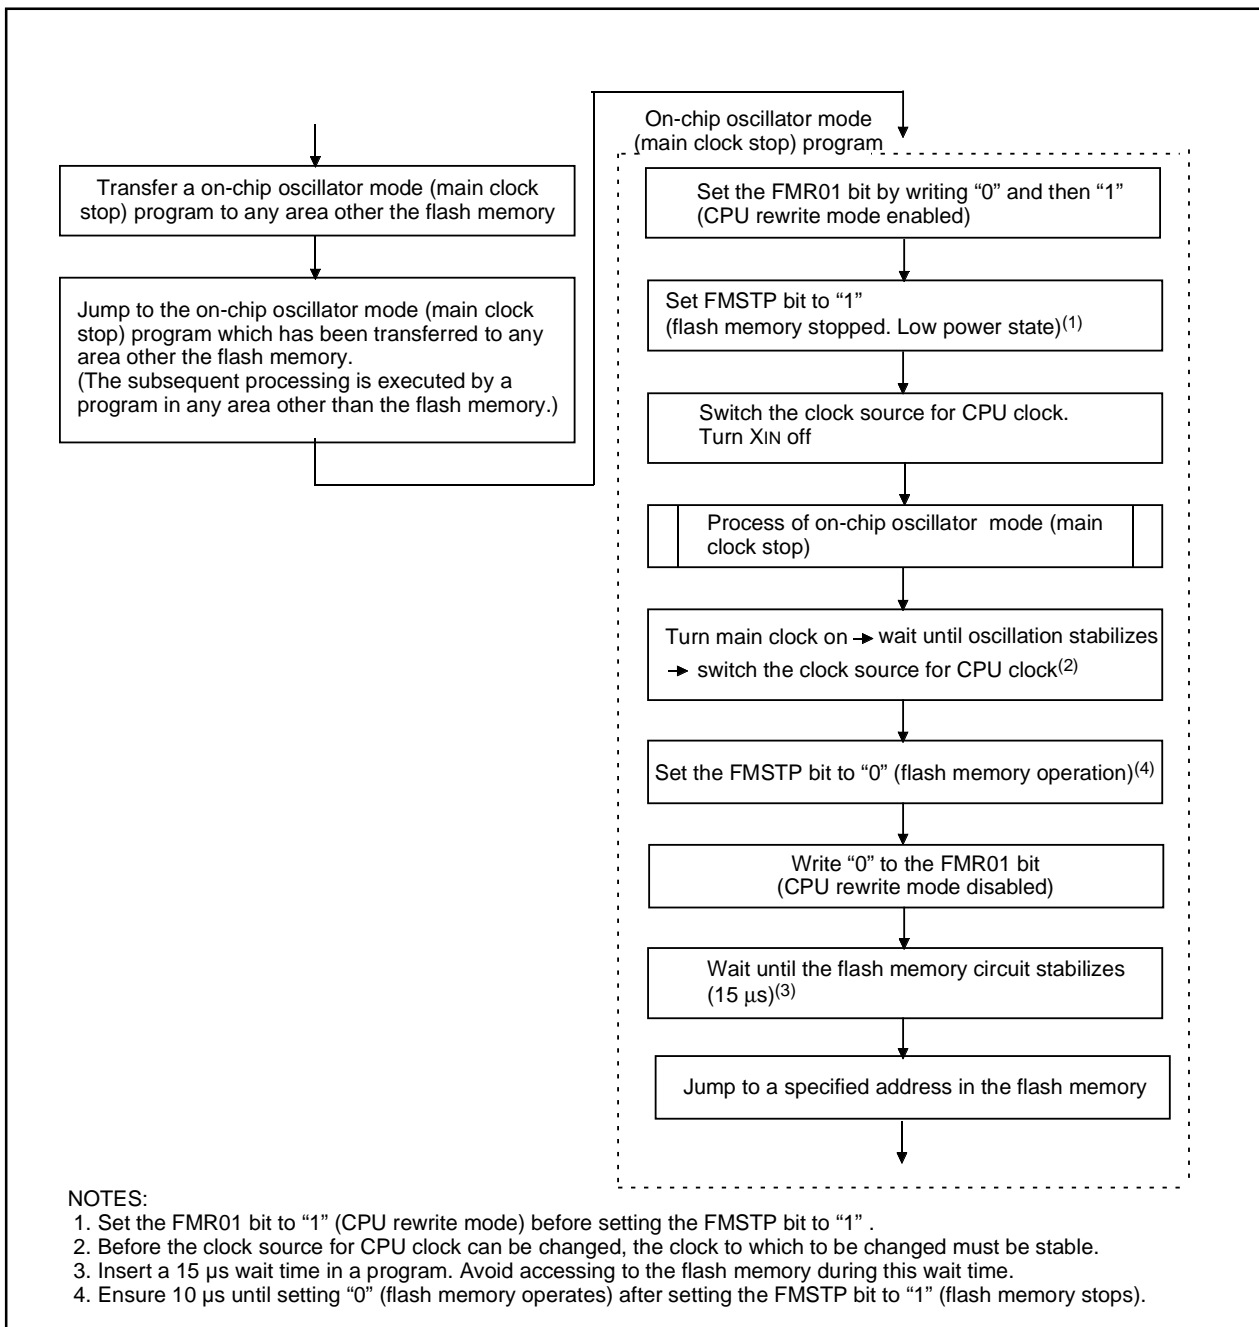 Transfer a on-chip oscillator mode (main clock
stop) program to any area other the flash memory
Jump to the on-chip oscillator mode (main clock
stop) program which has been transferred to any
area other the flash memory.
(The subsequent processing is executed by a
program in any area other than the flash memory.)
On-chip oscillator mode
(main clock stop) program
Set the FMR01 bit by writing “0” and then “1”
(CPU rewrite mode enabled)
Set FMSTP bit to “1”
(flash memory stopped. Low power state)(1)
Switch the clock source for CPU clock.
Turn XIN off
Process of on-chip oscillator mode (main
clock stop)
Turn main clock on → wait until oscillation stabilizes
→ switch the clock source for CPU clock(2)
Set the FMSTP bit to “0” (flash memory operation)(4)
Write “0” to the FMR01 bit
(CPU rewrite mode disabled)
Wait until the flash memory circuit stabilizes
(15 μs)(3)
Jump to a specified address in the flash memory
NOTES:
1. Set the FMR01 bit to “1” (CPU rewrite mode) before setting the FMSTP bit to “1” .
2. Before the clock source for CPU clock can be changed, the clock to which to be changed must be stable.
3. Insert a 15 µs wait time in a program. Avoid accessing to the flash memory during this wait time.
4. Ensure 10 µs until setting “0” (flash memory operates) after setting the FMSTP bit to “1” (flash memory stops).